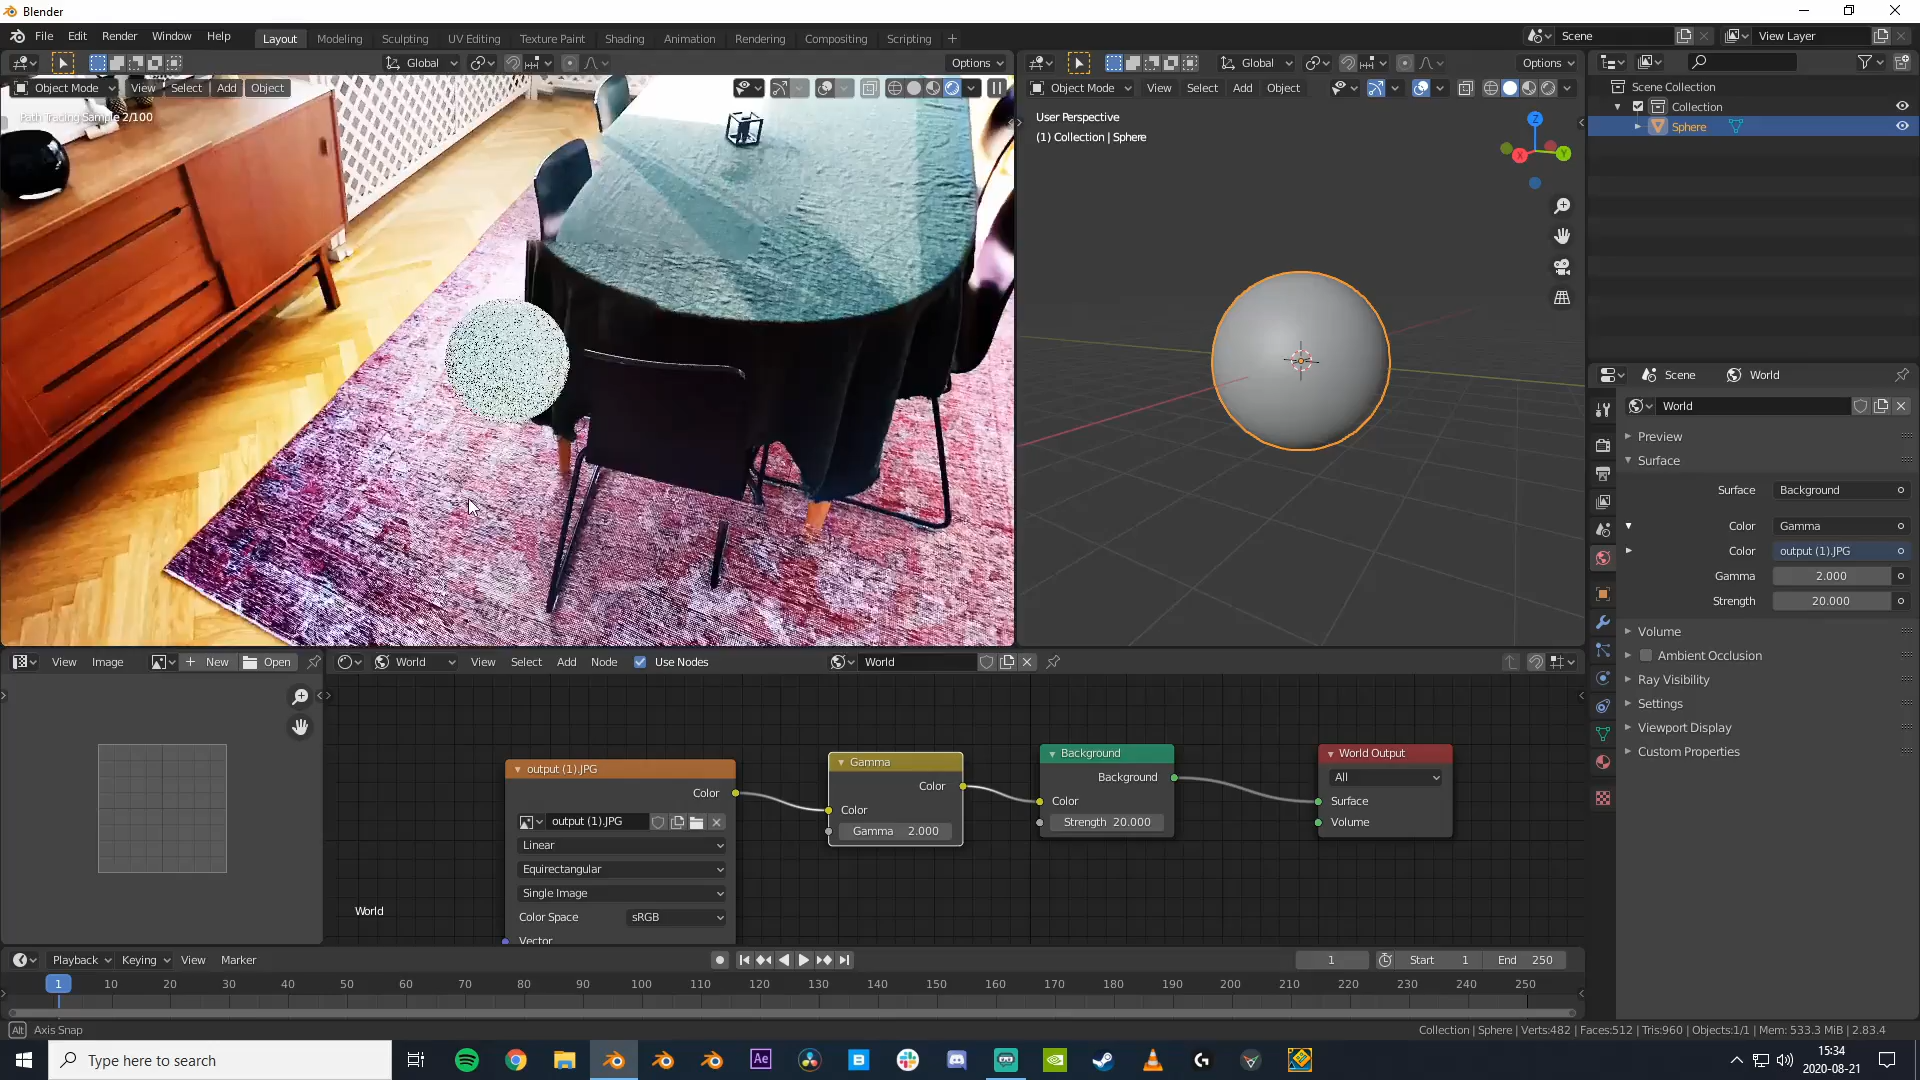 Blender
File Edit Render Window Help
Layout Modeling Sculpting UV Editing Texture Paint Shading Animation Rendering Compositing Scripting +
Scene
View Layer
Global
Options
Object Mode View Select Add Object
Path Tracing Sample 2/100
Global
Options
Object Mode View Select Add Object
User Perspective
(1) Collection | Sphere
Z
X
Y
Scene Collection
Collection
Sphere
Scene World
World
Preview
Surface
Surface Background
Color Gamma
Color output (1).JPG
Gamma 2.000
Strength 20.000
Volume
Ambient Occlusion
Ray Visibility
Settings
Viewport Display
Custom Properties
View Image New Open
World View Select Add Node Use Nodes World
output (1).JPG
Color
output (1).JPG
Linear
Equirectangular
Single Image
Color Space sRGB
Vector
Gamma
Color
Color
Gamma 2.000
Background
Background
Color
Strength 20.000
World Output
All
Surface
Volume
World
Playback Keying View Marker
1 Start 1 End 250
1 10 20 30 40 50 60 70 80 90 100 110 120 130 140 150 160 170 180 190 200 210 220 230 240 250
Alt Axis Snap
Collection | Sphere | Verts:482 | Faces:512 | Tris:960 | Objects:1/1 | Mem: 533.3 MiB | 2.83.4
Type here to search
Ae
15:34
2020-08-21